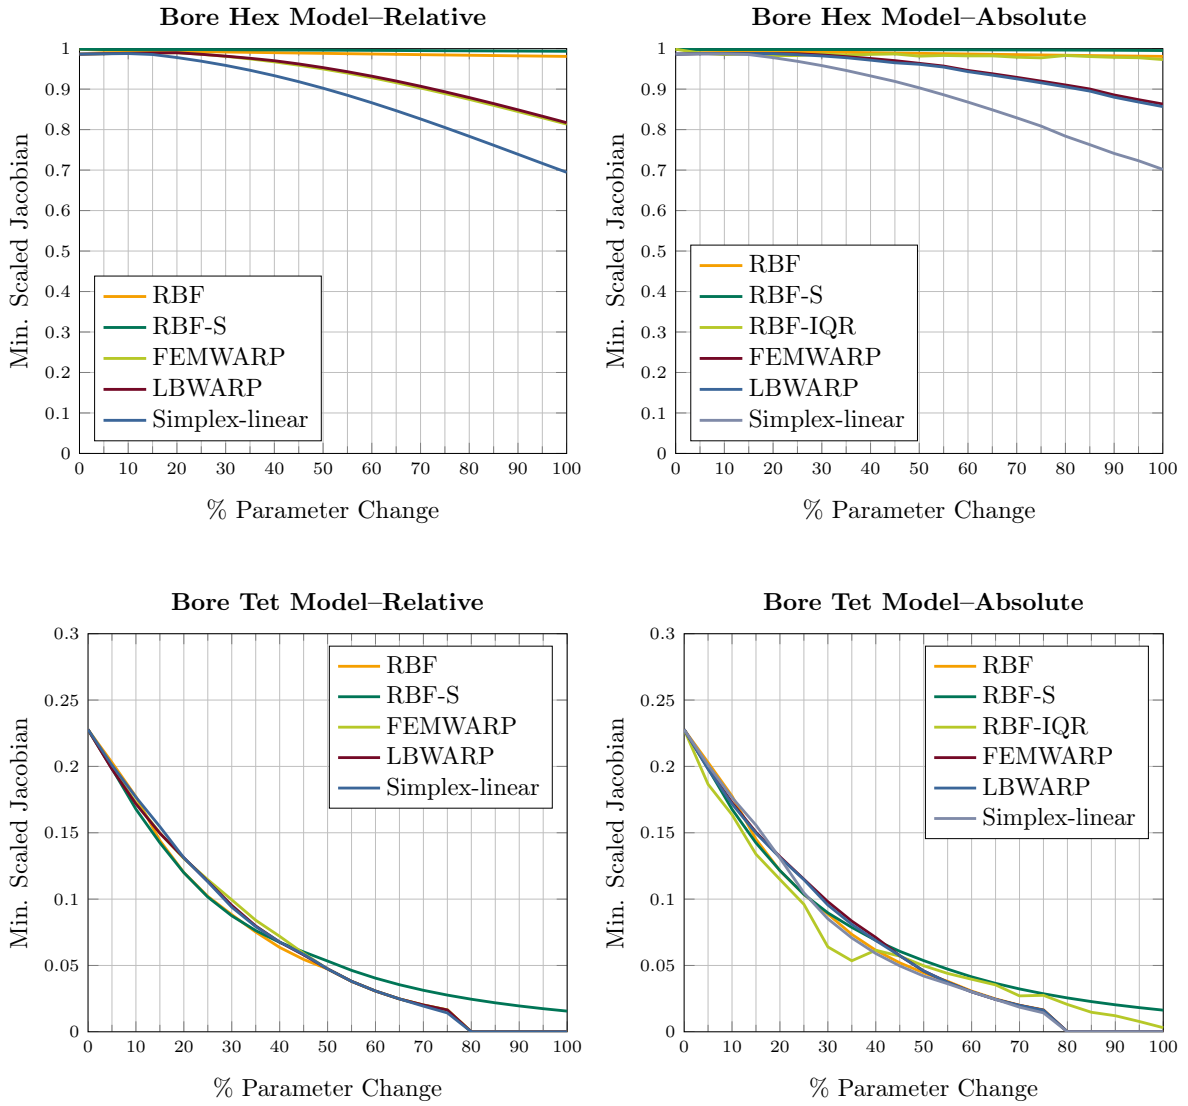 Bore Hex Model–Relative
1
0.9
0.8
0.7
0.6
0.5
0.4
0.3
0.2
0.1
0
Min. Scaled Jacobian
RBF
RBF-S
FEMWARP
LBWARP
Simplex-linear
0 10 20 30 40 50 60 70 80 90 100
% Parameter Change
Bore Hex Model–Absolute
1
0.9
0.8
0.7
0.6
0.5
0.4
0.3
0.2
0.1
0
Min. Scaled Jacobian
RBF
RBF-S
RBF-IQR
FEMWARP
LBWARP
Simplex-linear
0 10 20 30 40 50 60 70 80 90 100
% Parameter Change
Bore Tet Model–Relative
0.3
0.25
0.2
0.15
0.1
0.05
0
Min. Scaled Jacobian
RBF
RBF-S
FEMWARP
LBWARP
Simplex-linear
0 10 20 30 40 50 60 70 80 90 100
% Parameter Change
Bore Tet Model–Absolute
0.3
0.25
0.2
0.15
0.1
0.05
0
Min. Scaled Jacobian
RBF
RBF-S
RBF-IQR
FEMWARP
LBWARP
Simplex-linear
0 10 20 30 40 50 60 70 80 90 100
% Parameter Change